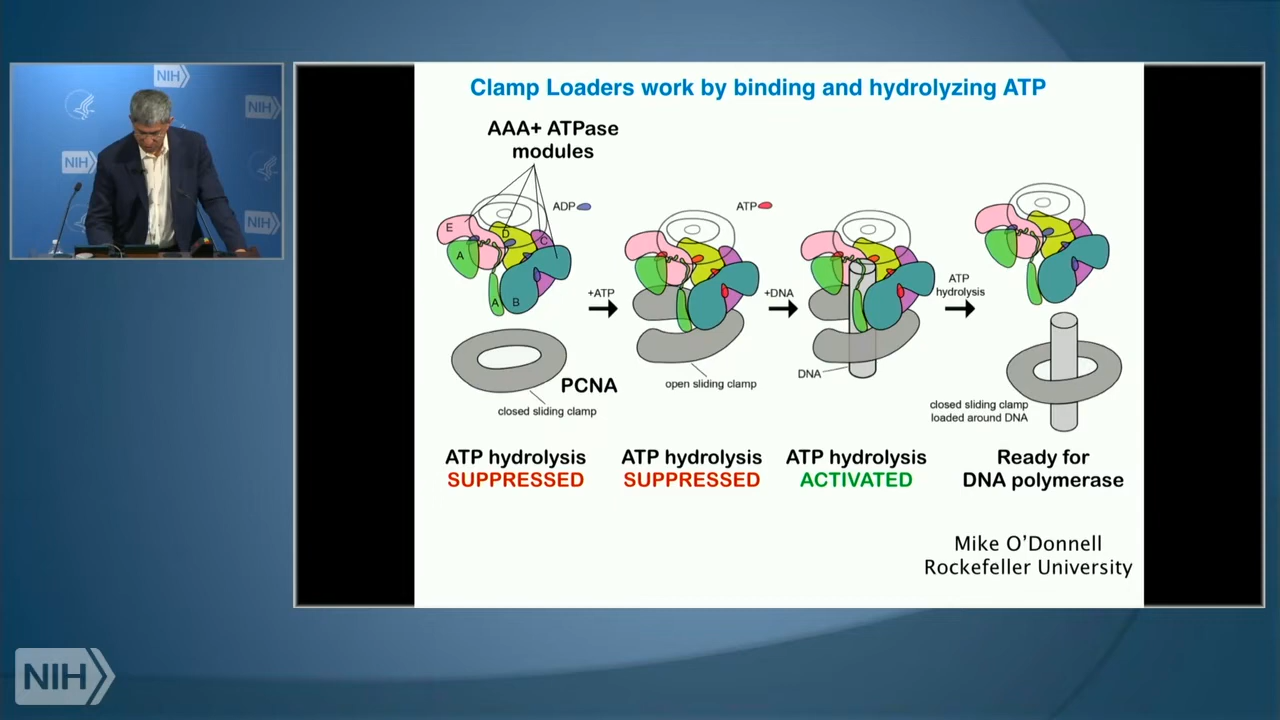 Clamp Loaders work by binding and hydrolyzing ATP
AAA+ ATPase
modules
ADP
E
D
C
A
A
B
+ATP
closed sliding clamp
PCNA
ATP
open sliding clamp
+DNA
DNA
ATP
hydrolysis
closed sliding clamp
loaded around DNA
ATP hydrolysis
SUPPRESSED
ATP hydrolysis
SUPPRESSED
ATP hydrolysis
ACTIVATED
Ready for
DNA polymerase
Mike O'Donnell
Rockefeller University
NIH
NIH
NIH
NIH
NIH